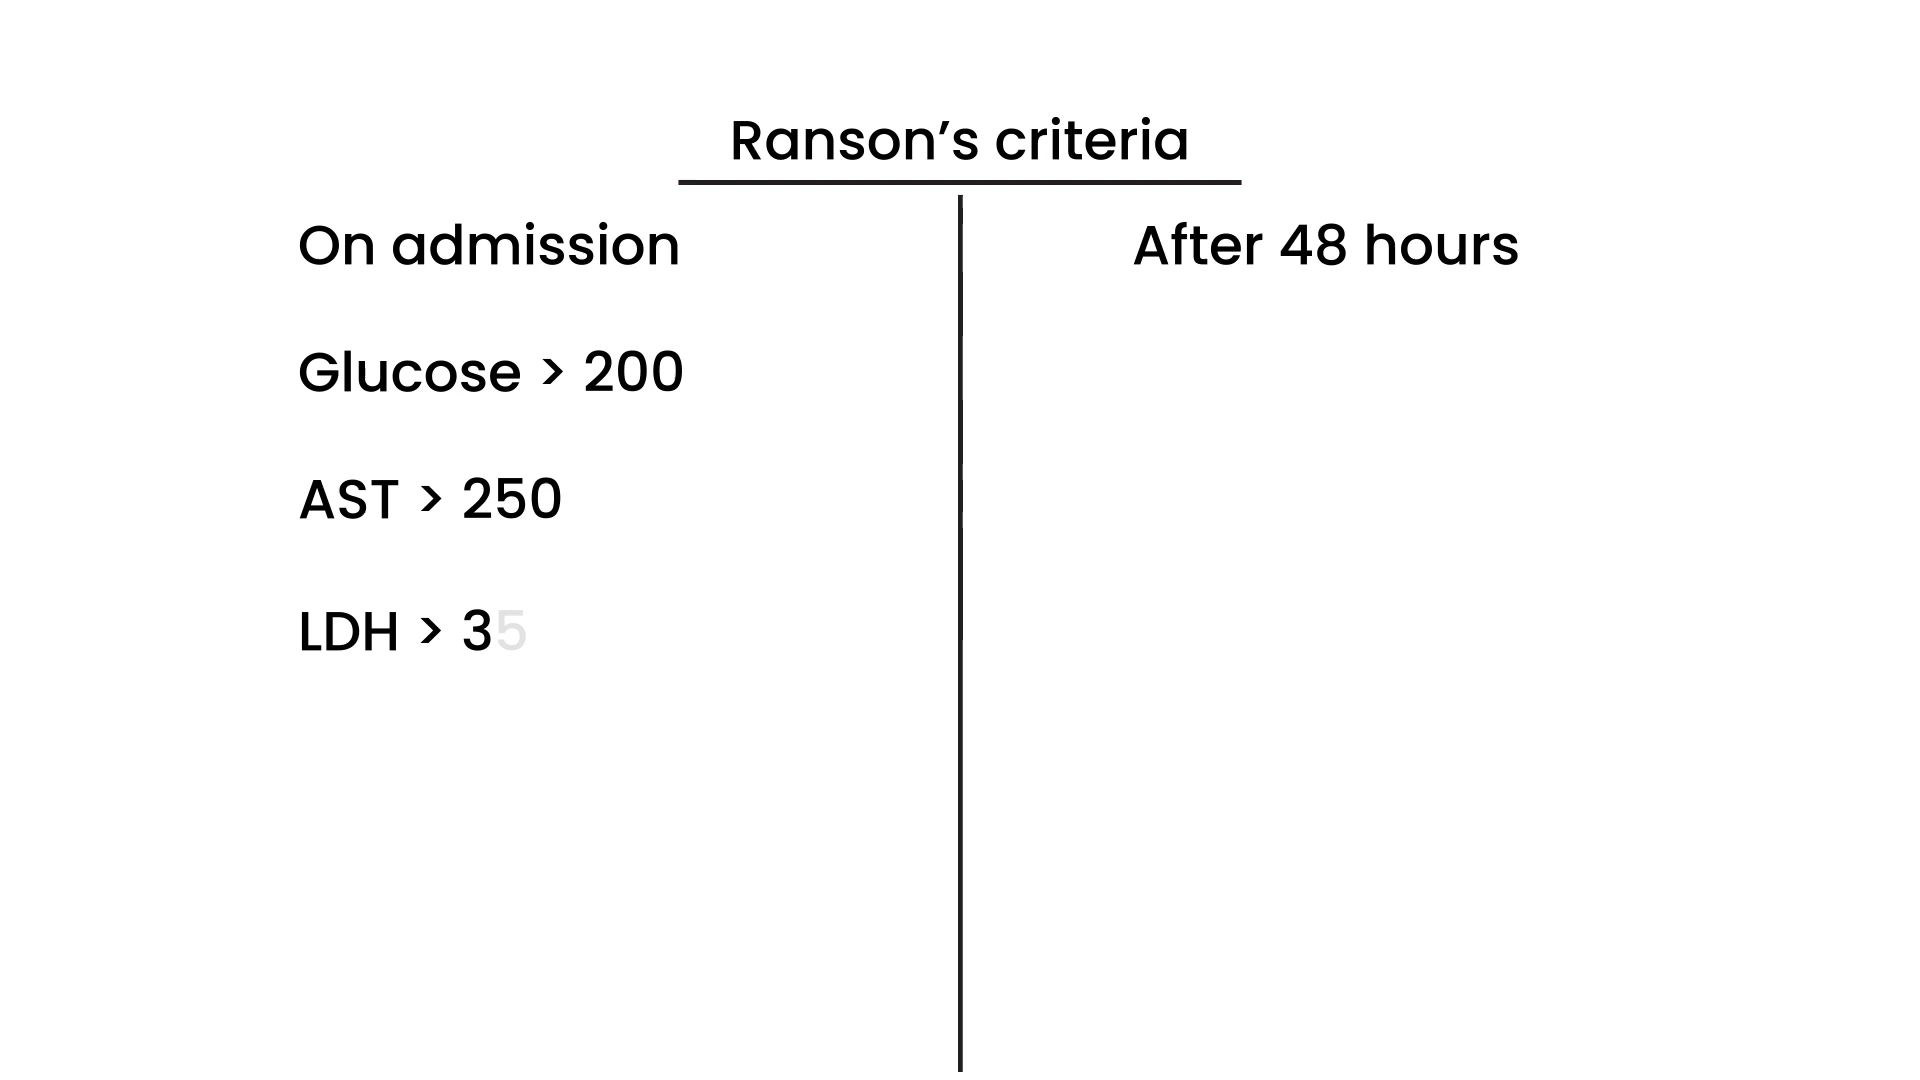 Ranson’s criteria
On admission
After 48 hours
Glucose > 200
AST > 250
LDH > 35